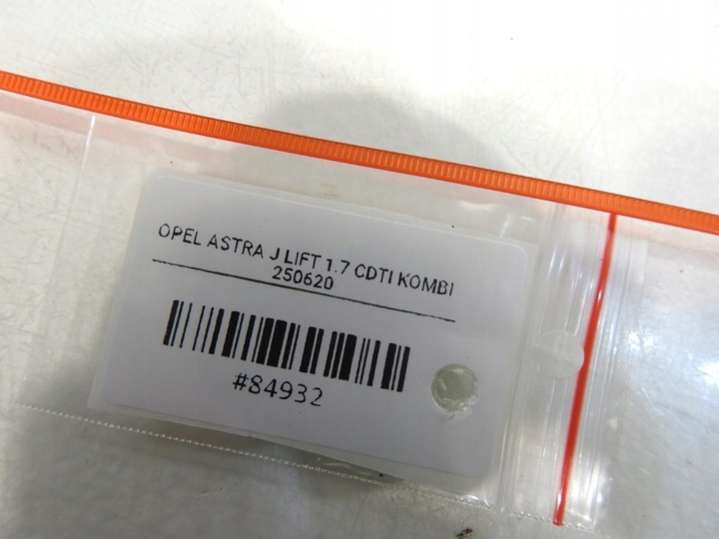 OPEL ASTRA J LIFT 1.7 CDTI KOMBI
250620
#84932